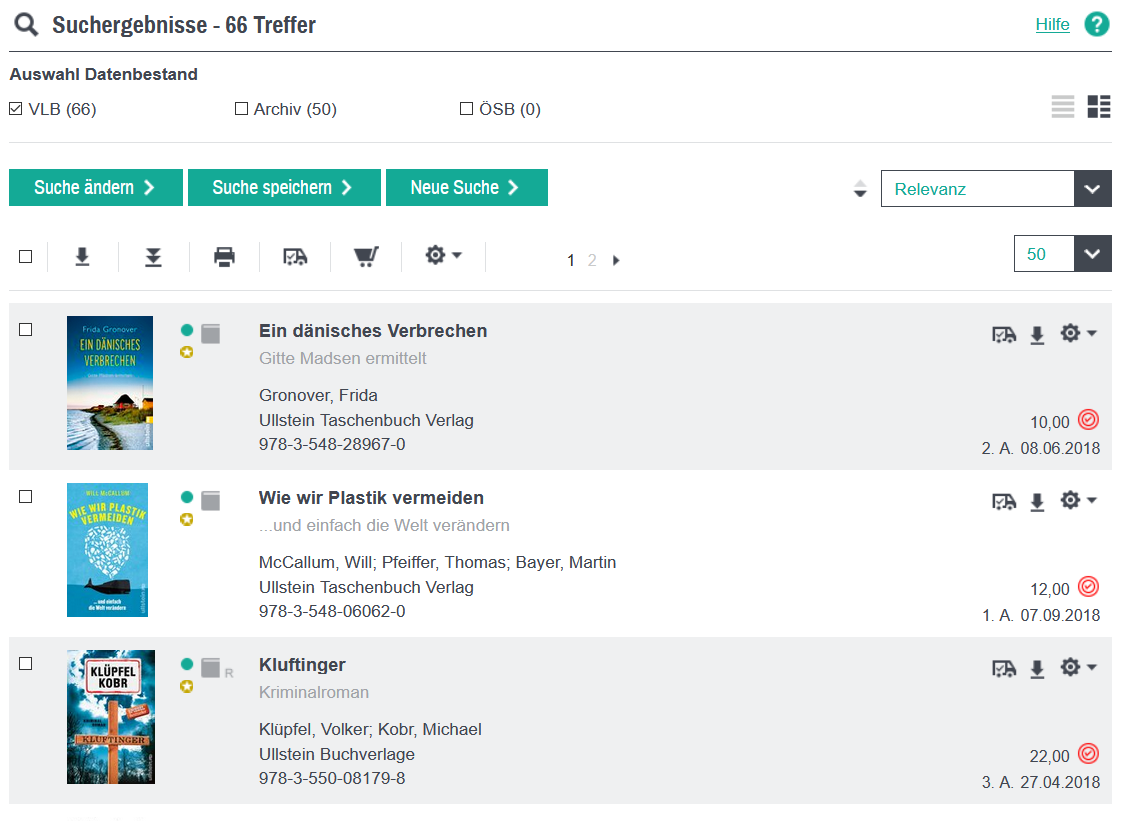 Suchergebnisse - 66 Treffer
Hilfe ?
Auswahl Datenbestand
VLB (66) Archiv (50) ÖSB (0)
Suche ändern Suche speichern Neue Suche
Relevanz
1 2
50
Frida Gronover
EIN DÄNISCHES
VERBRECHEN
Ein dänisches Verbrechen
Gitte Madsen ermittelt
Gronover, Frida
Ullstein Taschenbuch Verlag
978-3-548-28967-0
10,00
2. A. 08.06.2018
WILL McCALLUM
WIE WIR PLASTIK
VERMEIDEN
... und einfach
die Welt verändern
Wie wir Plastik vermeiden
...und einfach die Welt verändern
McCallum, Will; Pfeiffer, Thomas; Bayer, Martin
Ullstein Taschenbuch Verlag
978-3-548-06062-0
12,00
1. A. 07.09.2018
KLÜPFEL
KOBR
KLUFTINGER
R
Kluftinger
Kriminalroman
Klüpfel, Volker; Kobr, Michael
Ullstein Buchverlage
978-3-550-08179-8
22,00
3. A. 27.04.2018